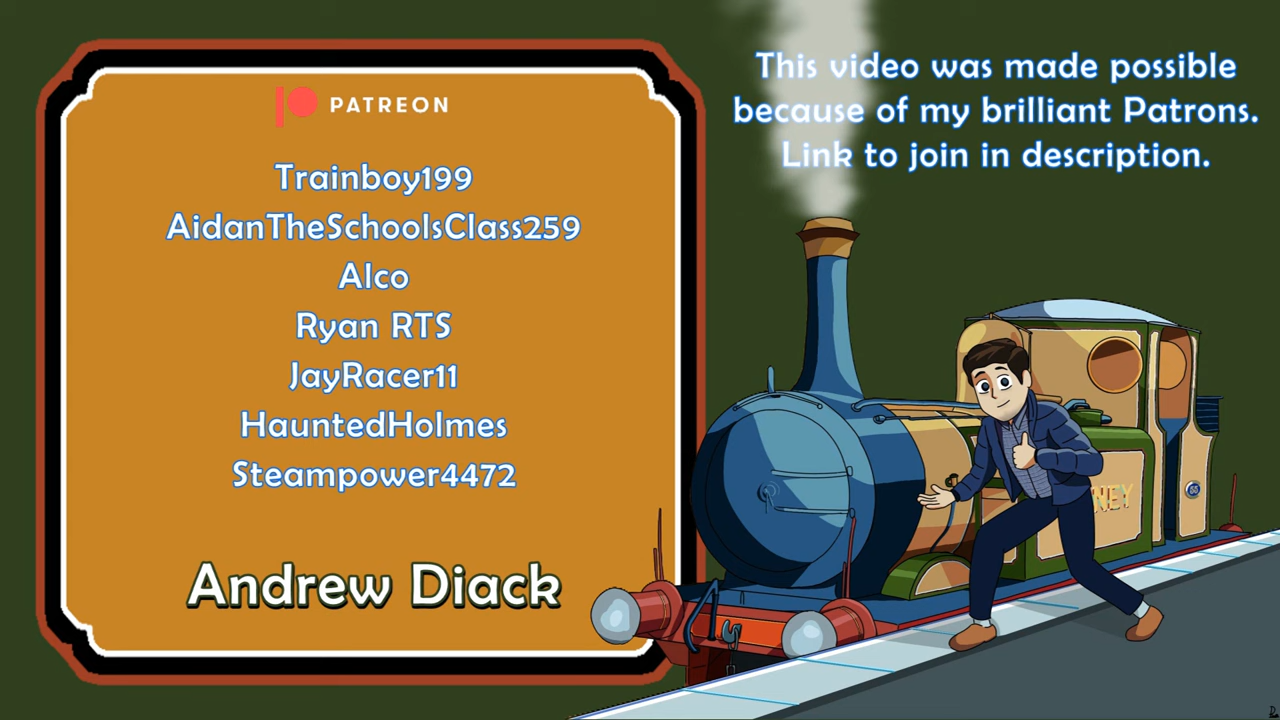 PATREON
Trainboy199
AidanTheSchoolsClass259
Alco
Ryan RTS
JayRacer11
HauntedHolmes
Steampower4472
Andrew Diack
This video was made possible
because of my brilliant Patrons.
Link to join in description.
NEY